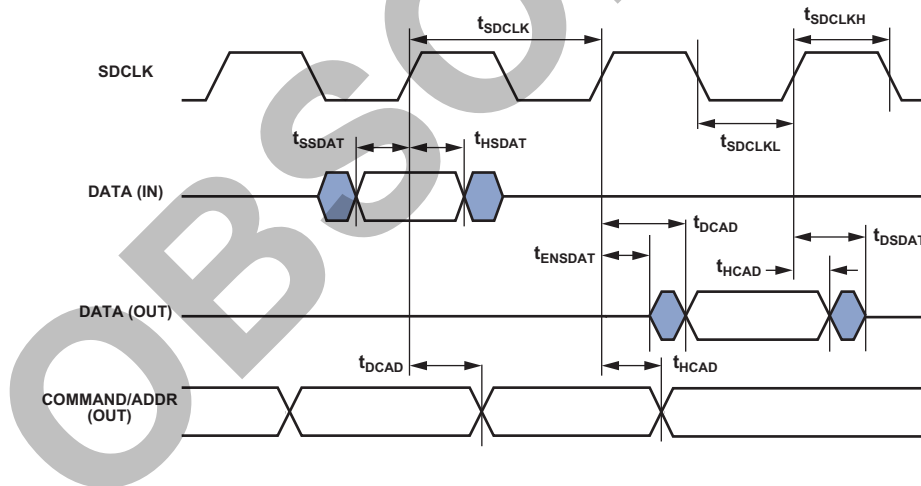 tSDCLK
tSDCLKH
SDCLK
tSSDAT
tHSDAT
tSDCLKL
DATA (IN)
tDCAD
tDSDAT
tENSDAT
tHCAD
DATA (OUT)
tDCAD
tHCAD
COMMAND/ADDR
(OUT)
OBSO